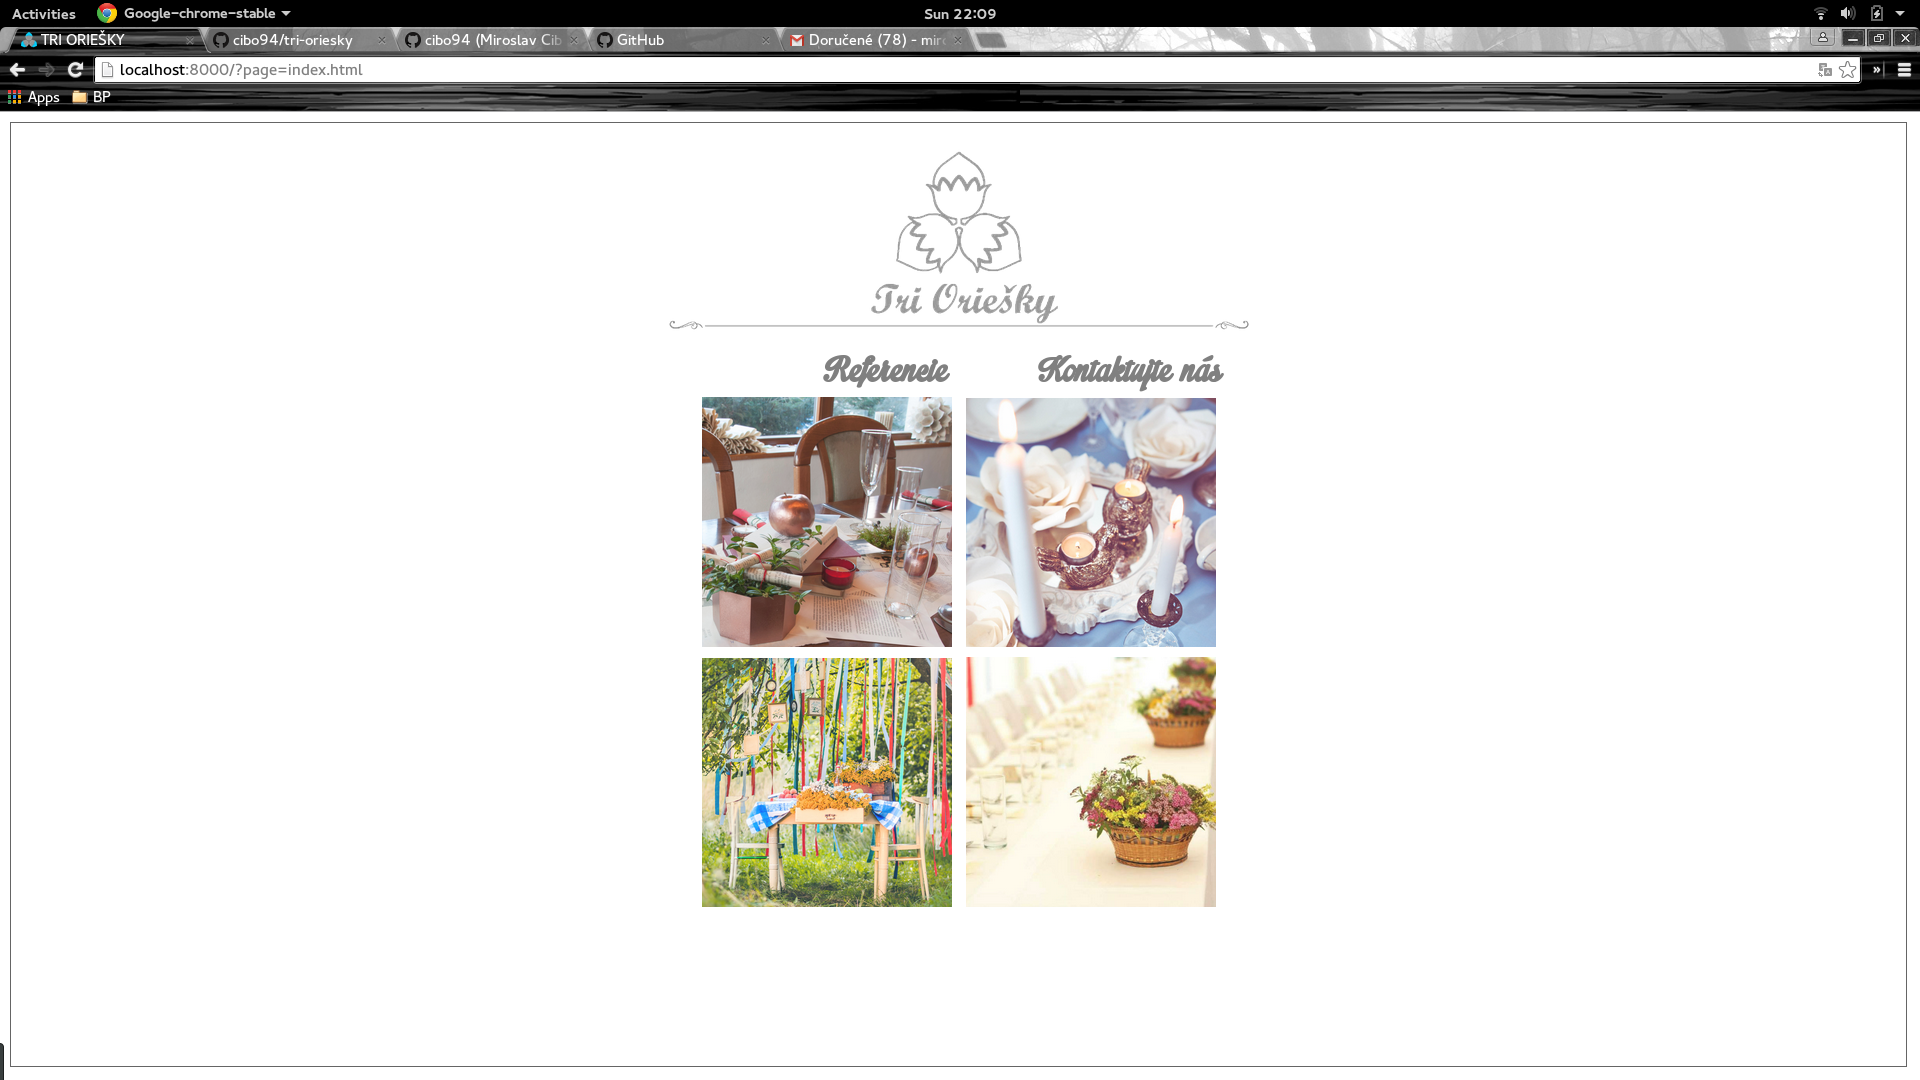 Activities
Google-chrome-stable
Sun 22:09
TRI ORIEŠKY
cibo94/tri-oriesky
cibo94 (Miroslav Cib
GitHub
Doručené (78) - mir
localhost:8000/?page=index.html
»
Apps
BP
Tri Oriešky
Referencie
Kontaktujte nás